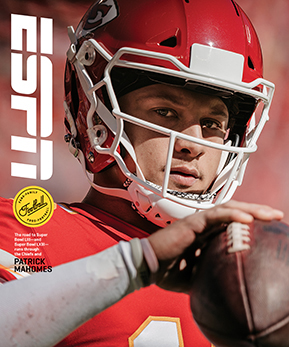 ESPN
Football
The road to Super
Bowl LIII—and
Super Bowl LIV—
runs through
the Chiefs and
PATRICK
MAHOMES